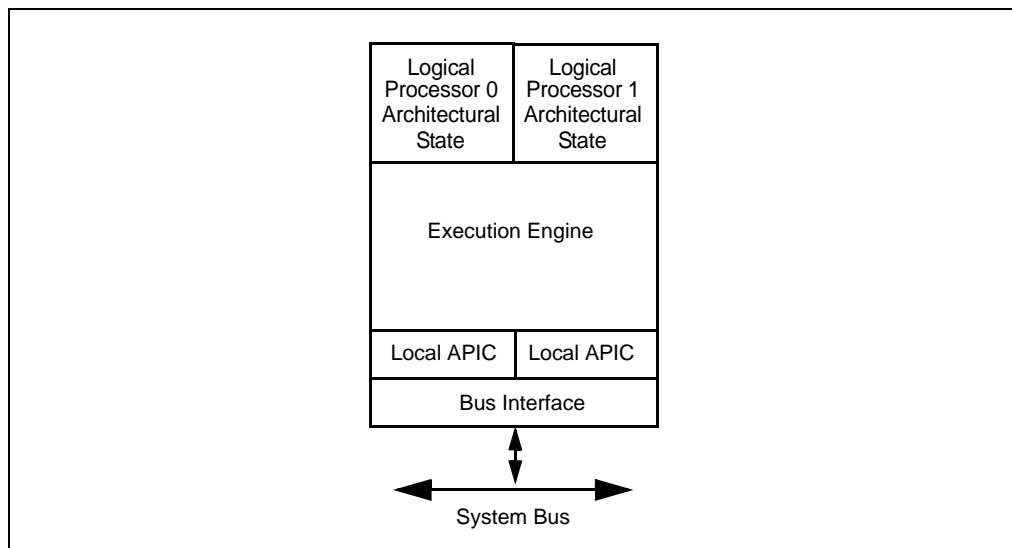 Logical
Processor 0
Architectural
State
Logical
Processor 1
Architectural
State
Execution Engine
Local APIC
Local APIC
Bus Interface
System Bus